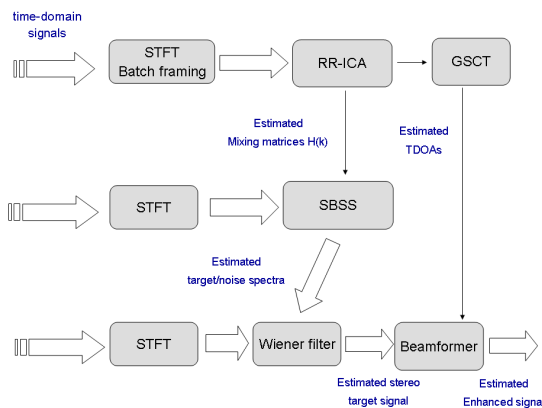 time-domain
signals
STFT
Batch framing
RR-ICA
GSCT
Estimated
Mixing matrices H(k)
Estimated
TDOAs
STFT
SBSS
Estimated
target/noise spectra
STFT
Wiener filter
Beamformer
Estimated stereo
target signal
Estimated
Enhanced signa